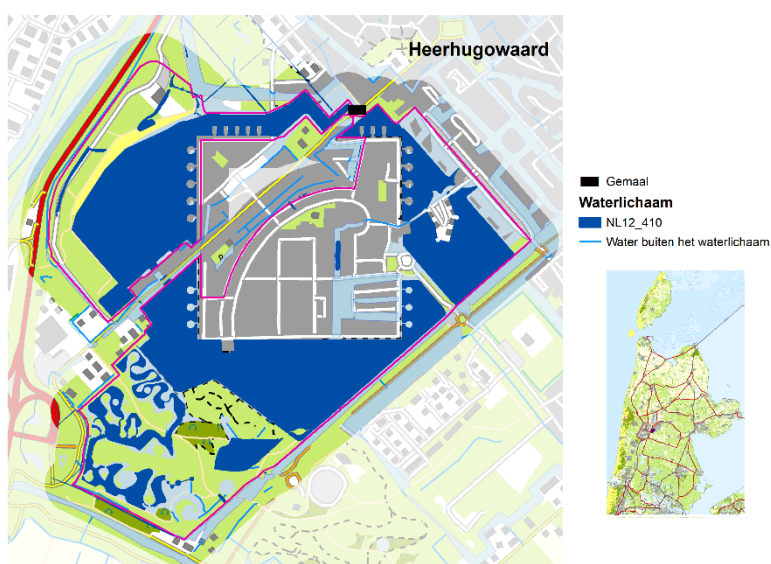 Heerhugowaard
Gemaal
Waterlichaam
NL12_410
Water buiten het waterlichaam
P